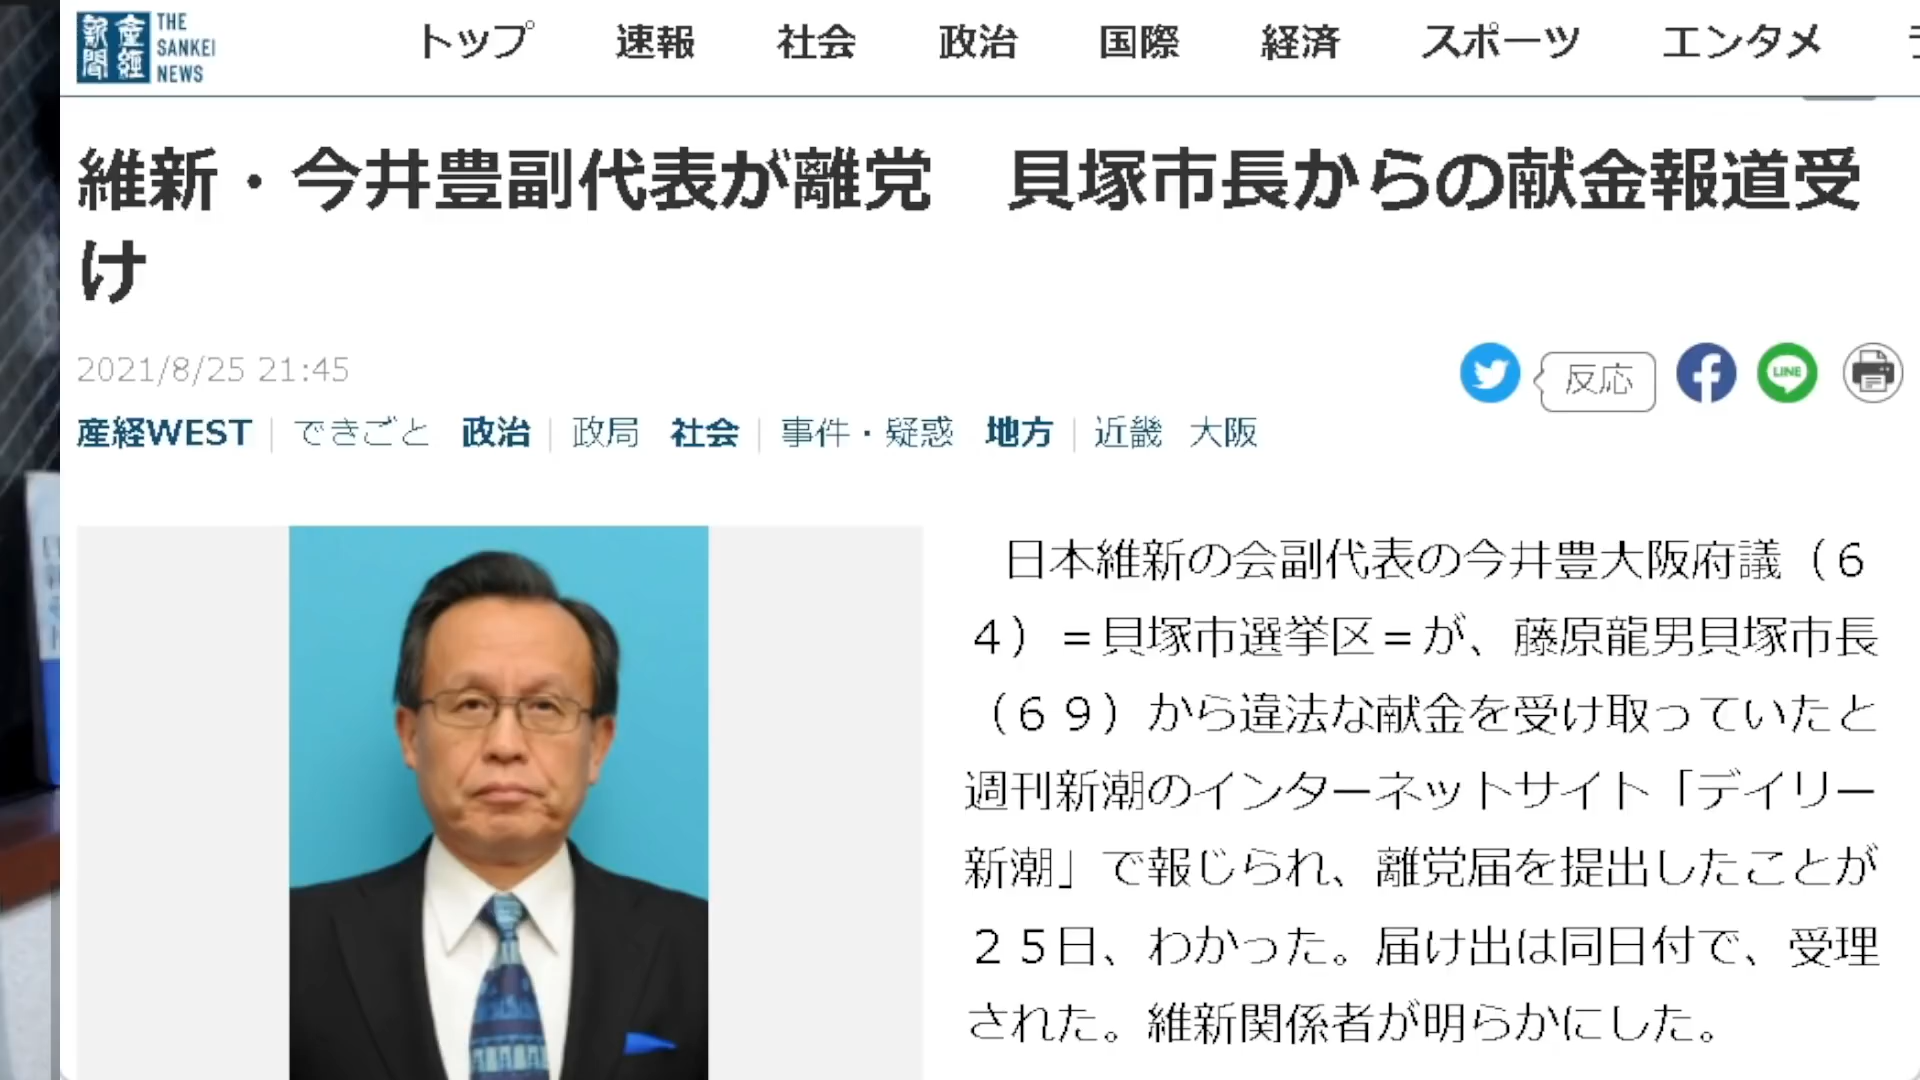 産經新聞
THE SANKEI NEWS
トップ 速報 社会 政治 国際 経済 スポーツ エンタメ
維新・今井豊副代表が離党　貝塚市長からの献金報道受
け
2021/8/25 21:45
反応
LINE
産経WEST | できごと 政治 | 政局 社会 | 事件・疑惑 地方 | 近畿 大阪
　日本維新の会副代表の今井豊大阪府議（６
４）＝貝塚市選挙区＝が、藤原龍男貝塚市長
（６９）から違法な献金を受け取っていたと
週刊新潮のインターネットサイト「デイリー
新潮」で報じられ、離党届を提出したことが
２５日、わかった。届け出は同日付で、受理
された。維新関係者が明らかにした。